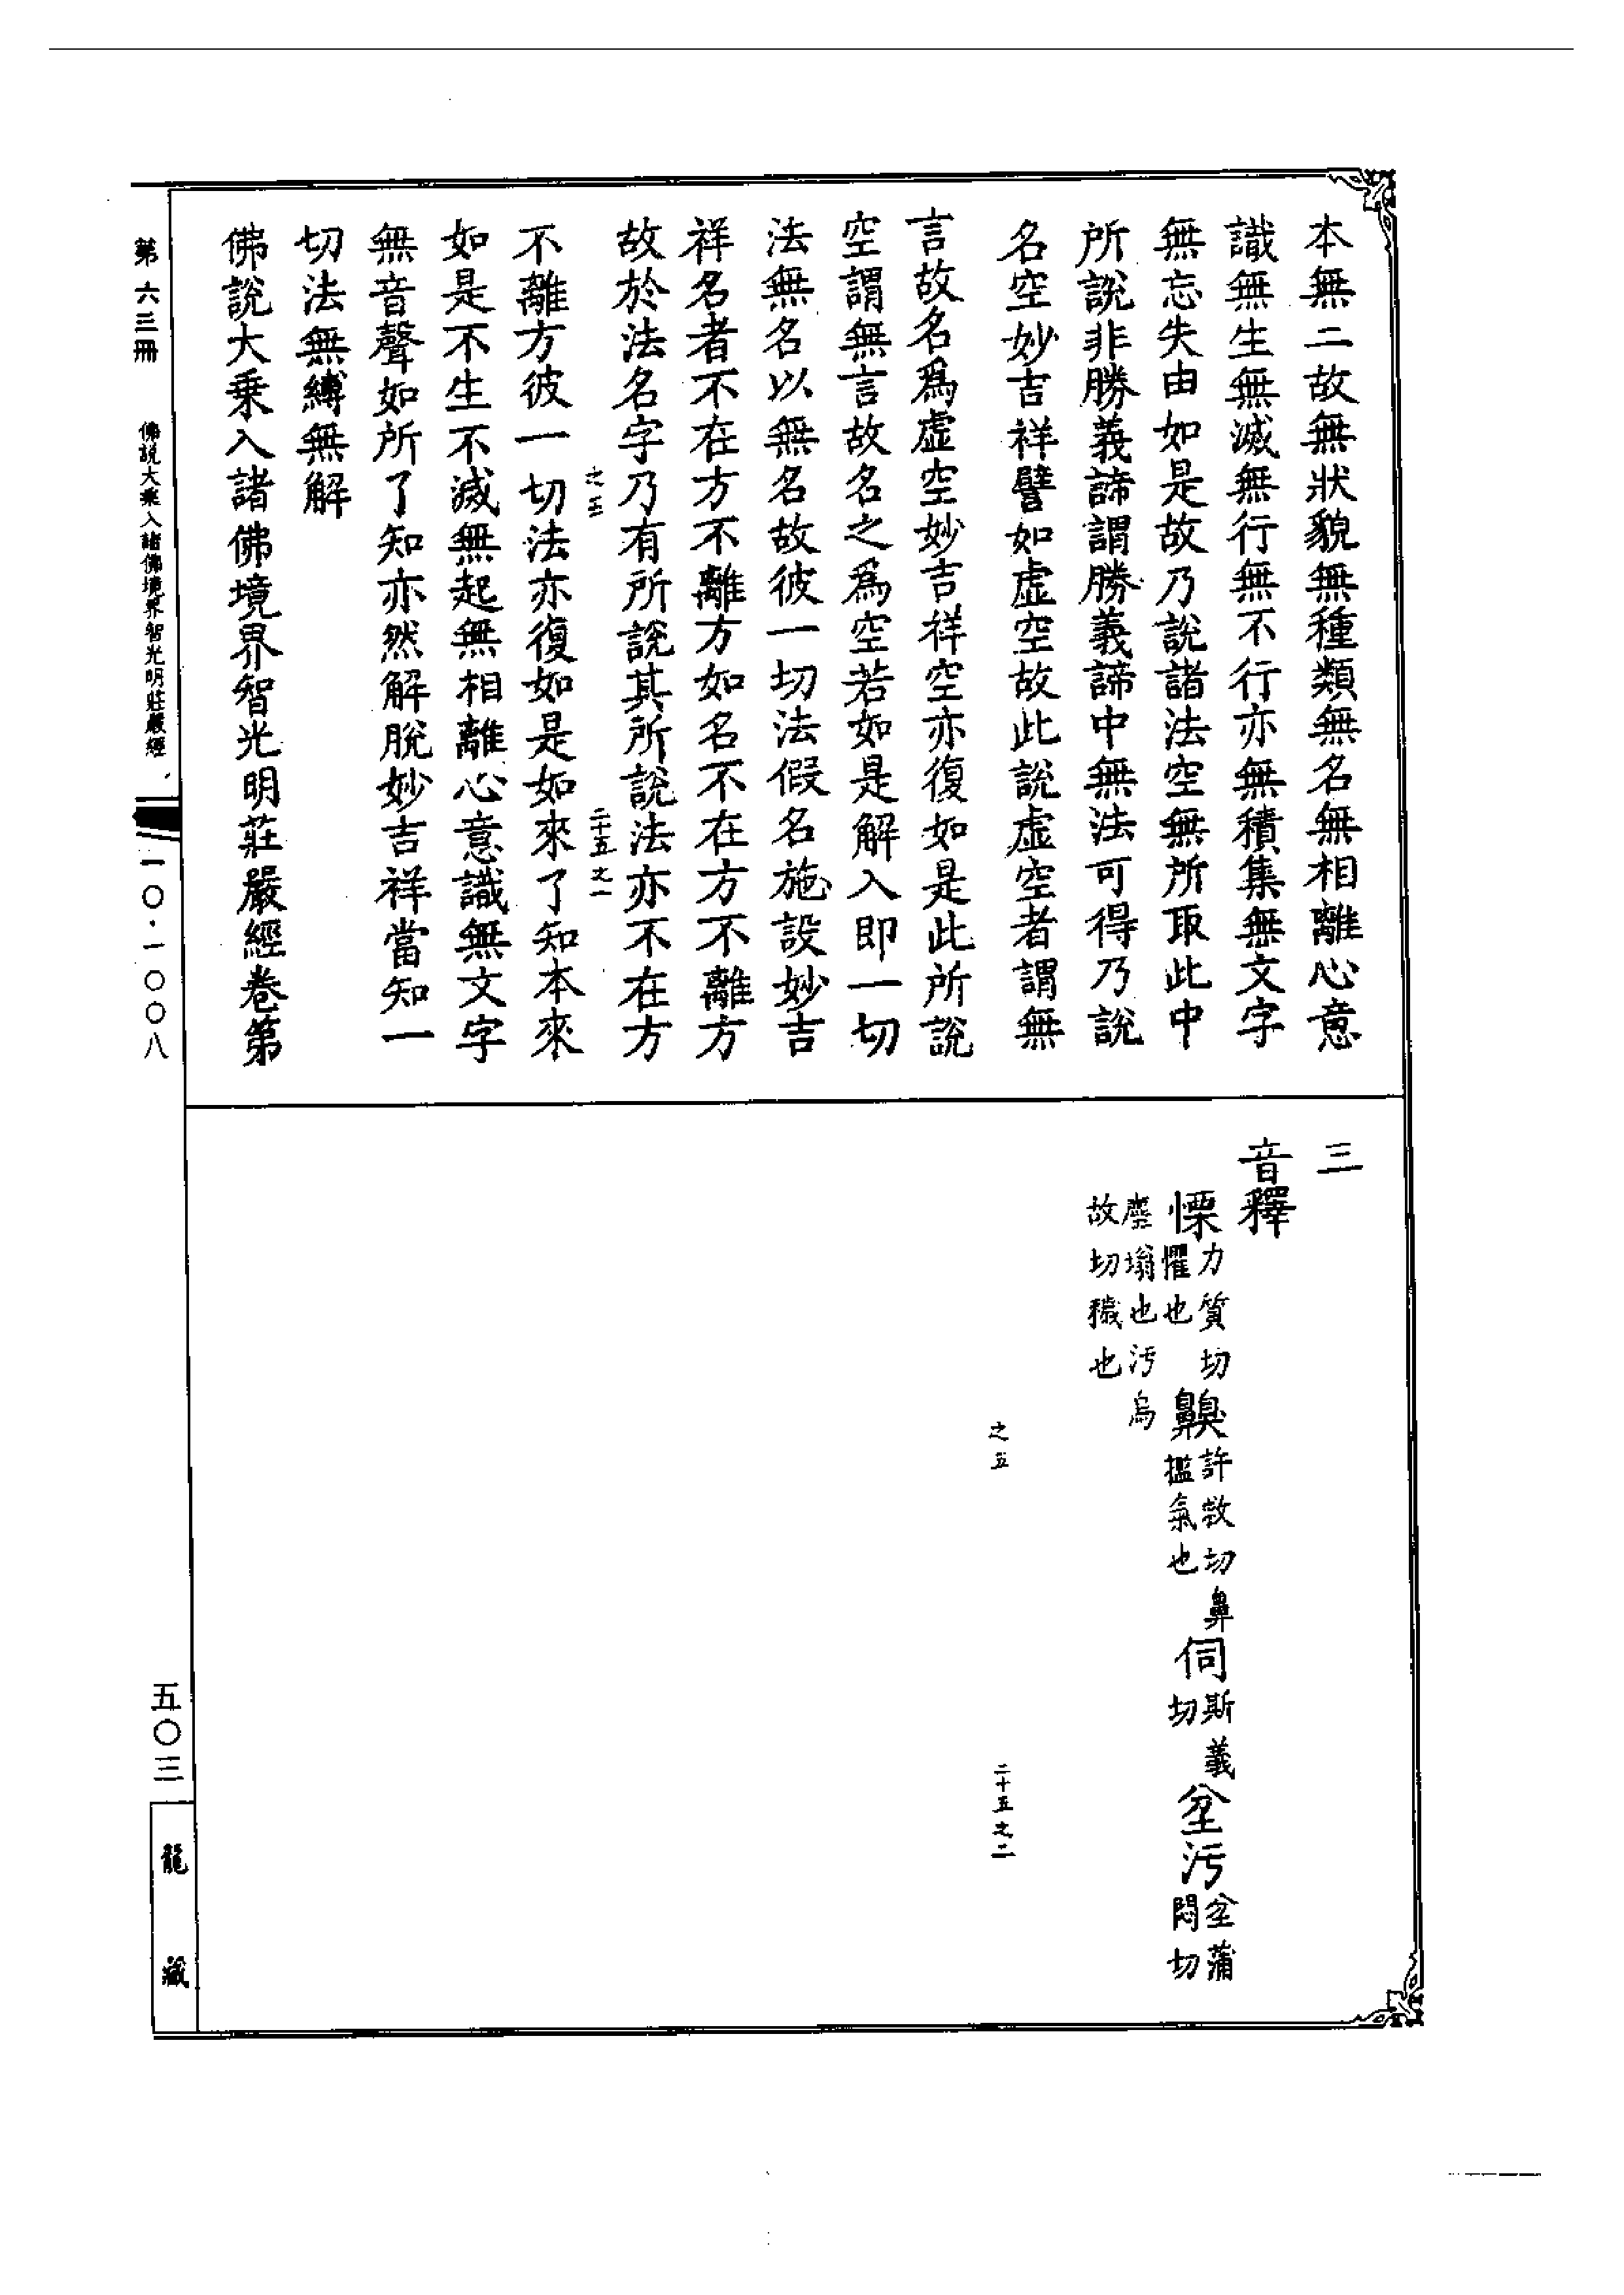 本無二故無狀貌無種類無名無相離心意
識無生無滅無行無不行亦無積集無文字
無忘失由如是故乃說諸法空無所取此中
所說非勝義諦謂勝義諦中無法可得乃說
名空妙吉祥譬如虛空故此說虛空者謂無
言故名爲虛空妙吉祥空亦復如是此所說
空謂無言故名之爲空若如是解入即一切
法無名以無名故彼一切法假名施設妙吉
祥名者不在方不離方如名不在方不離方
故於法名字乃有所說其所說法亦不在方
之五 二十五之一
不離方彼一切法亦復如是如來了知本來
如是不生不滅無起無相離心意識無文字
無音聲如所了知亦然解脫妙吉祥當知一
切法無縛無解
佛說大乘入諸佛境界智光明莊嚴經卷第
三
音釋
慄力質切懼也 齅許救切鼻搵氣也 伺斯義切 坌污坌蒲悶切
塵塕也污烏
故切穢也
之五 二十五之二
第六三冊 佛說大乘入諸佛境界智光明莊嚴經 一〇·一〇〇八
五〇三
龍藏